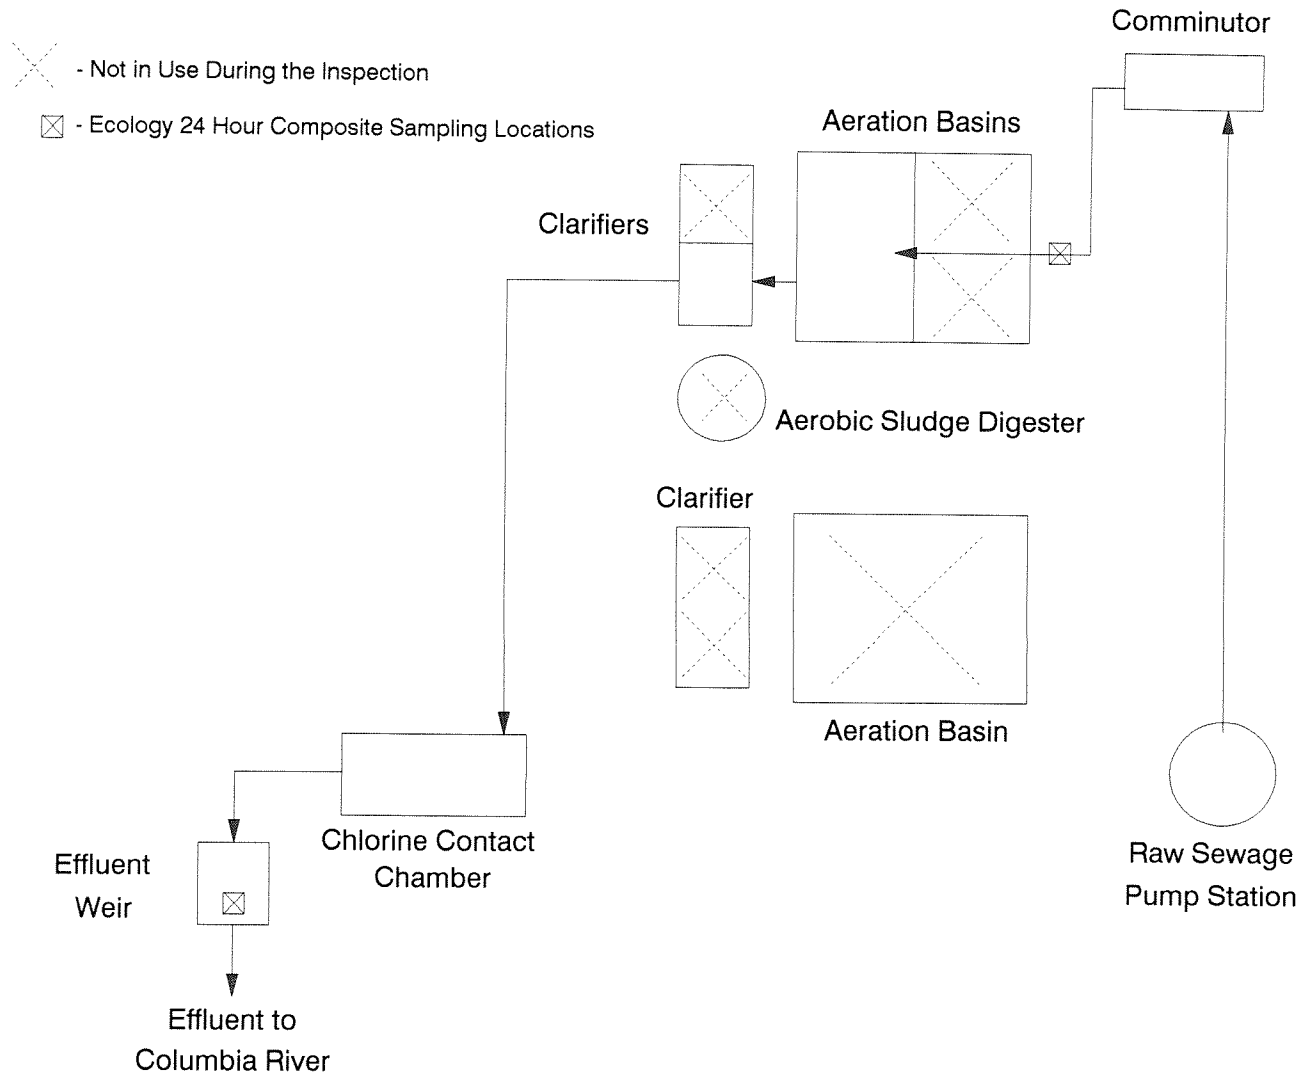 Comminutor
- Not in Use During the Inspection
- Ecology 24 Hour Composite Sampling Locations
Aeration Basins
Clarifiers
Aerobic Sludge Digester
Clarifier
Aeration Basin
Chlorine Contact
Chamber
Raw Sewage
Pump Station
Effluent
Weir
Effluent to
Columbia River